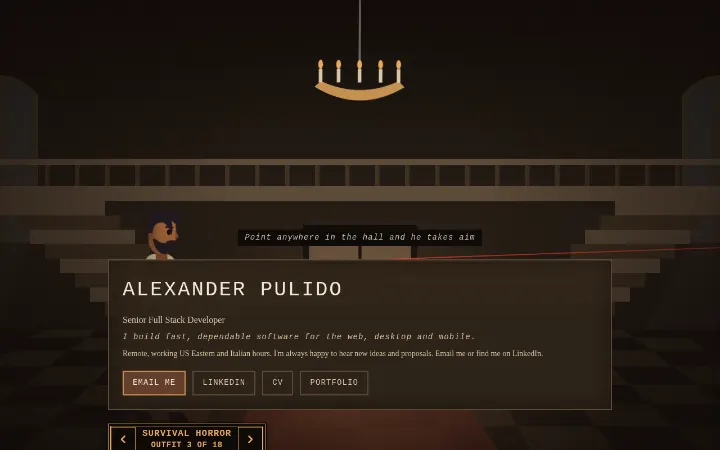 Point anywhere in the hall and he takes aim
ALEXANDER PULIDO
Senior Full Stack Developer
I build fast, dependable software for the web, desktop and mobile.
Remote, working US Eastern and Italian hours. I'm always happy to hear new ideas and proposals. Email me or find me on LinkedIn.
EMAIL ME
LINKEDIN
CV
PORTFOLIO
SURVIVAL HORROR
OUTFIT 3 OF 18